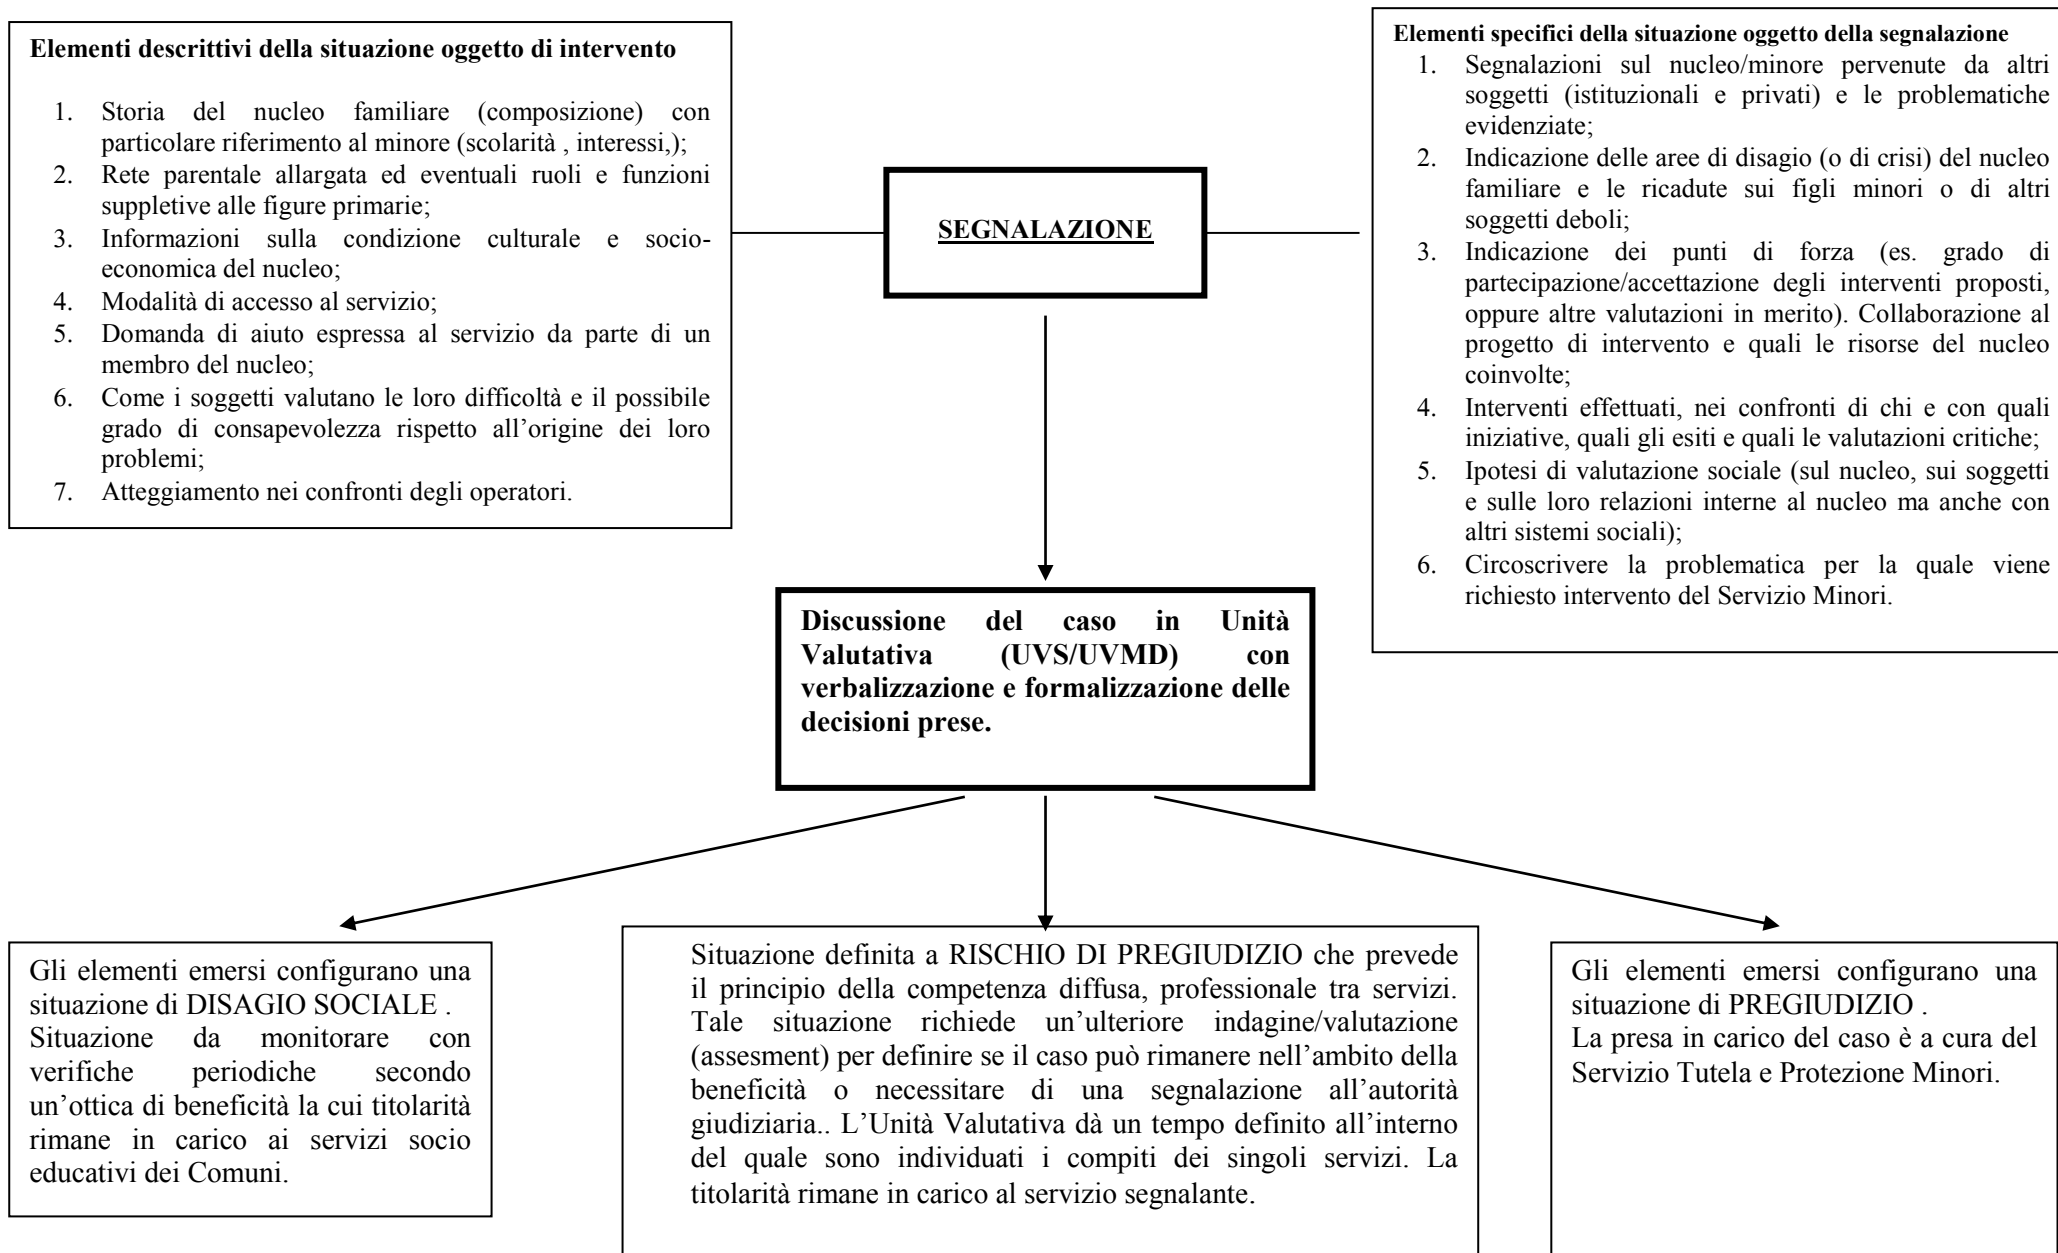 Elementi descrittivi della situazione oggetto di intervento
1. Storia del nucleo familiare (composizione) con
particolare riferimento al minore (scolarità , interessi,);
2. Rete parentale allargata ed eventuali ruoli e funzioni
suppletive alle figure primarie;
3. Informazioni sulla condizione culturale e socio-
economica del nucleo;
4. Modalità di accesso al servizio;
5. Domanda di aiuto espressa al servizio da parte di un
membro del nucleo;
6. Come i soggetti valutano le loro difficoltà e il possibile
grado di consapevolezza rispetto all’origine dei loro
problemi;
7. Atteggiamento nei confronti degli operatori.
SEGNALAZIONE
Elementi specifici della situazione oggetto della segnalazione
1. Segnalazioni sul nucleo/minore pervenute da altri
soggetti (istituzionali e privati) e le problematiche
evidenziate;
2. Indicazione delle aree di disagio (o di crisi) del nucleo
familiare e le ricadute sui figli minori o di altri
soggetti deboli;
3. Indicazione dei punti di forza (es. grado di
partecipazione/accettazione degli interventi proposti,
oppure altre valutazioni in merito). Collaborazione al
progetto di intervento e quali le risorse del nucleo
coinvolte;
4. Interventi effettuati, nei confronti di chi e con quali
iniziative, quali gli esiti e quali le valutazioni critiche;
5. Ipotesi di valutazione sociale (sul nucleo, sui soggetti
e sulle loro relazioni interne al nucleo ma anche con
altri sistemi sociali);
6. Circoscrivere la problematica per la quale viene
richiesto intervento del Servizio Minori.
Discussione del caso in Unità
Valutativa (UVS/UVMD) con
verbalizzazione e formalizzazione delle
decisioni prese.
Gli elementi emersi configurano una
situazione di DISAGIO SOCIALE .
Situazione da monitorare con
verifiche periodiche secondo
un’ottica di beneficità la cui titolarità
rimane in carico ai servizi socio
educativi dei Comuni.
Situazione definita a RISCHIO DI PREGIUDIZIO che prevede
il principio della competenza diffusa, professionale tra servizi.
Tale situazione richiede un’ulteriore indagine/valutazione
(assesment) per definire se il caso può rimanere nell’ambito della
beneficità o necessitare di una segnalazione all’autorità
giudiziaria.. L’Unità Valutativa dà un tempo definito all’interno
del quale sono individuati i compiti dei singoli servizi. La
titolarità rimane in carico al servizio segnalante.
Gli elementi emersi configurano una
situazione di PREGIUDIZIO .
La presa in carico del caso è a cura del
Servizio Tutela e Protezione Minori.